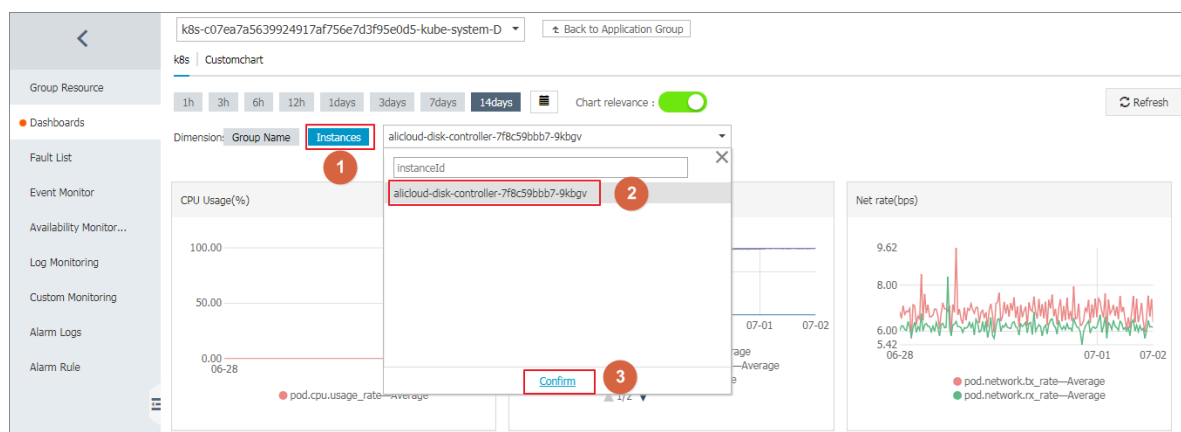 k8s-c07ea7a5639924917af756e7d3f95e0d5-kube-system-D
Back to Application Group
k8s Customchart
Group Resource
Dashboards
Fault List
Event Monitor
Availability Monitor...
Log Monitoring
Custom Monitoring
Alarm Logs
Alarm Rule
1h 3h 6h 12h 1days 3days 7days 14days
Chart relevance :
Refresh
Dimension: Group Name Instances
alicloud-disk-controller-7f8c59bbb7-9kbgv
1
instanceId
alicloud-disk-controller-7f8c59bbb7-9kbgv
2
Confirm
3
CPU Usage(%)
100.00
50.00
0.00
06-28
pod.cpu.usage_rate—Average
07-01 07-02
rage
—Average
e
1/2
Net rate(bps)
9.62
8.00
6.00
5.42
06-28 07-01 07-02
pod.network.tx_rate—Average
pod.network.rx_rate—Average